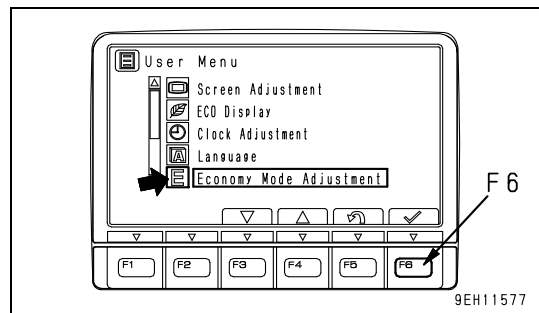 User Menu
Screen Adjustment
ECO Display
Clock Adjustment
A Language
E Economy Mode Adjustment
F6
F1 F2 F3 F4 F5 F6
9EH11577